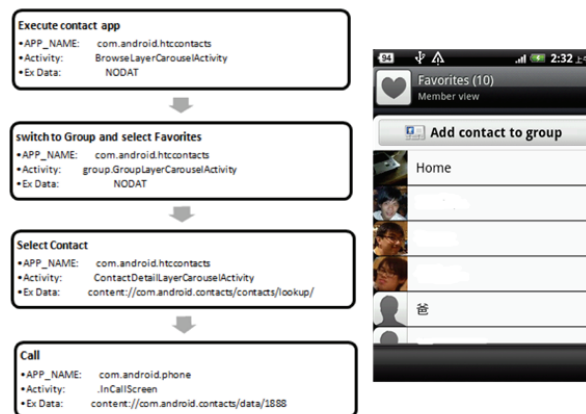 Execute contact app
•APP_NAME: com.android.htccontacts
•Activity: BrowseLayerCarouselActivity
•Ex Data: NODAT
switch to Group and select Favorites
•APP_NAME: com.android.htccontacts
•Activity: group.GroupLayerCarouselActivity
•Ex Data: NODAT
Select Contact
•APP_NAME: com.android.htccontacts
•Activity: ContactDetailLayerCarouselActivity
•Ex Data: content://com.android.contacts/contacts/lookup/
Call
•APP_NAME: com.android.phone
•Activity: .InCallScreen
•Ex Data: content://com.android.contacts/data/1888
94 2:32 上午
Favorites (10)
Member view
Add contact to group
Home
爸